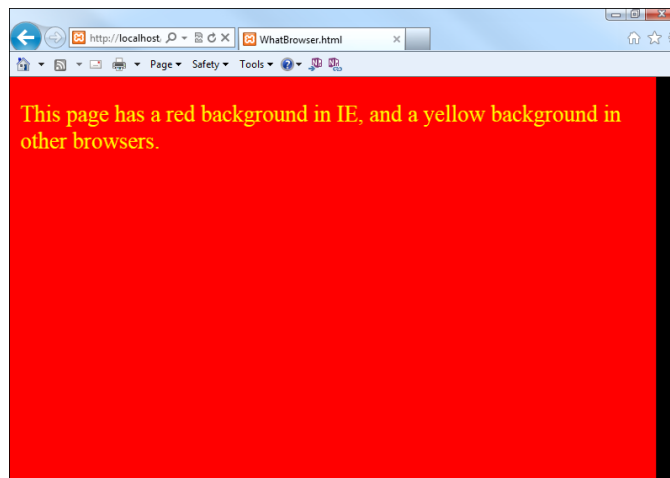 http://localhost
WhatBrowser.html
Page
Safety
Tools
This page has a red background in IE, and a yellow background in
other browsers.